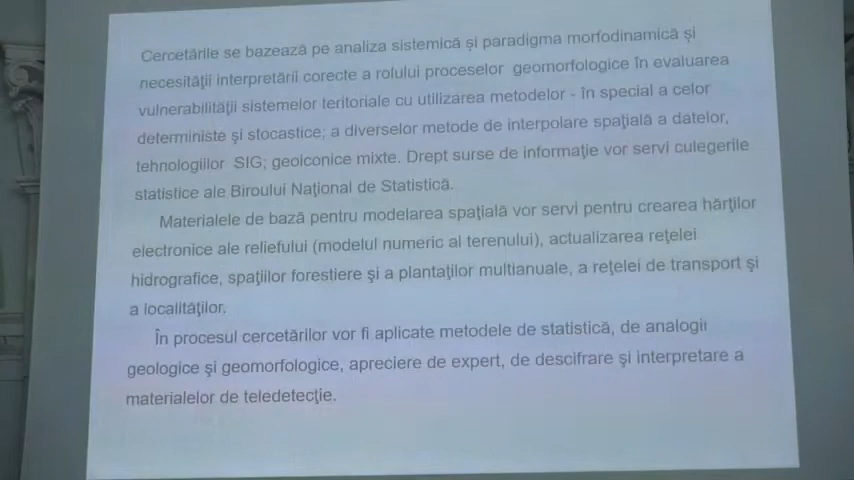 Cercetările se bazează pe analiza sistemică și paradigma morfodinamică și
necesităţii interpretării corecte a rolului proceselor geomorfologice în evaluarea
vulnerabilităţii sistemelor teritoriale cu utilizarea metodelor - în special a celor
deterministe şi stocastice; a diverselor metode de interpolare spaţială a datelor,
tehnologiilor SIG; geoiconice mixte. Drept surse de informaţie vor servi culegerile
statistice ale Biroului Naţional de Statistică.
Materialele de bază pentru modelarea spaţială vor servi pentru crearea hărţilor
electronice ale reliefului (modelul numeric al terenului), actualizarea reţelei
hidrografice, spaţiilor forestiere şi a plantaţilor multianuale, a reţelei de transport şi
a localităţilor.
În procesul cercetărilor vor fi aplicate metodele de statistică, de analogii
geologice şi geomorfologice, apreciere de expert, de descifrare şi interpretare a
materialelor de teledetecţie.